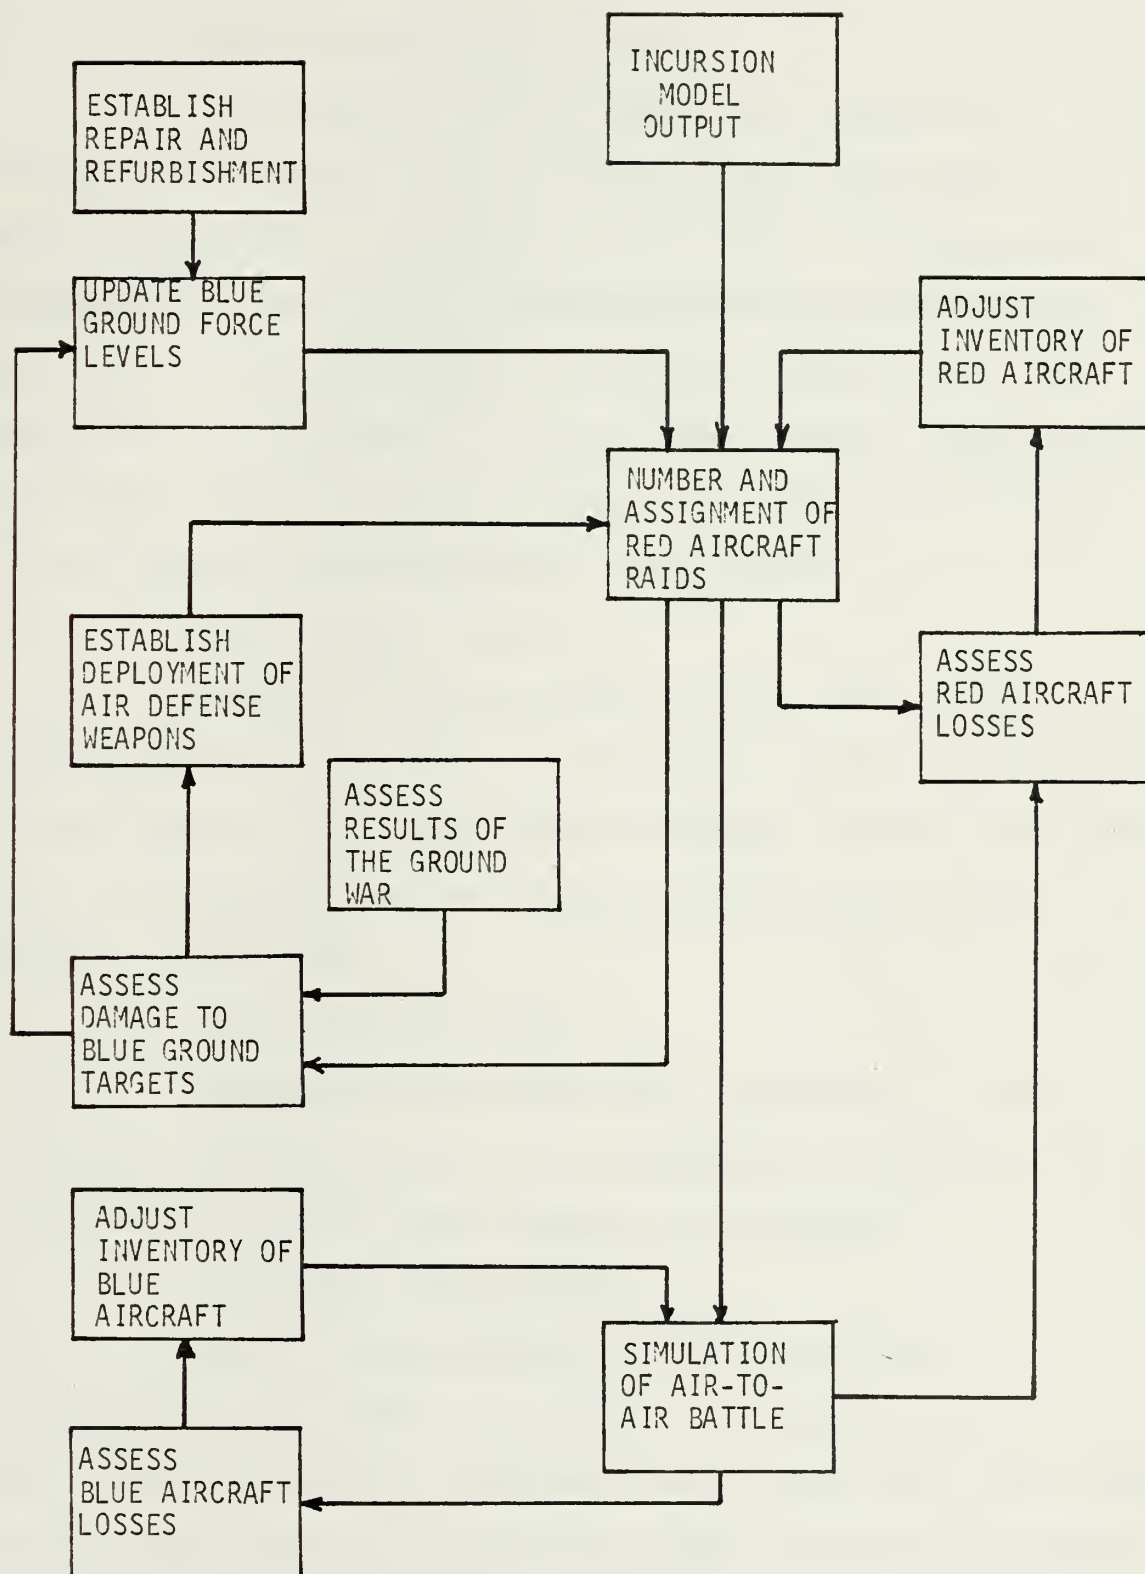 INCURSION
MODEL
OUTPUT
ESTABLISH
REPAIR AND
REFURBISHMENT
UPDATE BLUE
GROUND FORCE
LEVELS
ADJUST
INVENTORY OF
RED AIRCRAFT
NUMBER AND
ASSIGNMENT OF
RED AIRCRAFT
RAIDS
ESTABLISH
DEPLOYMENT OF
AIR DEFENSE
WEAPONS
ASSESS
RED AIRCRAFT
LOSSES
ASSESS
RESULTS OF
THE GROUND
WAR
ASSESS
DAMAGE TO
BLUE GROUND
TARGETS
ADJUST
INVENTORY OF
BLUE
AIRCRAFT
SIMULATION
OF AIR-TO-
AIR BATTLE
ASSESS
BLUE AIRCRAFT
LOSSES